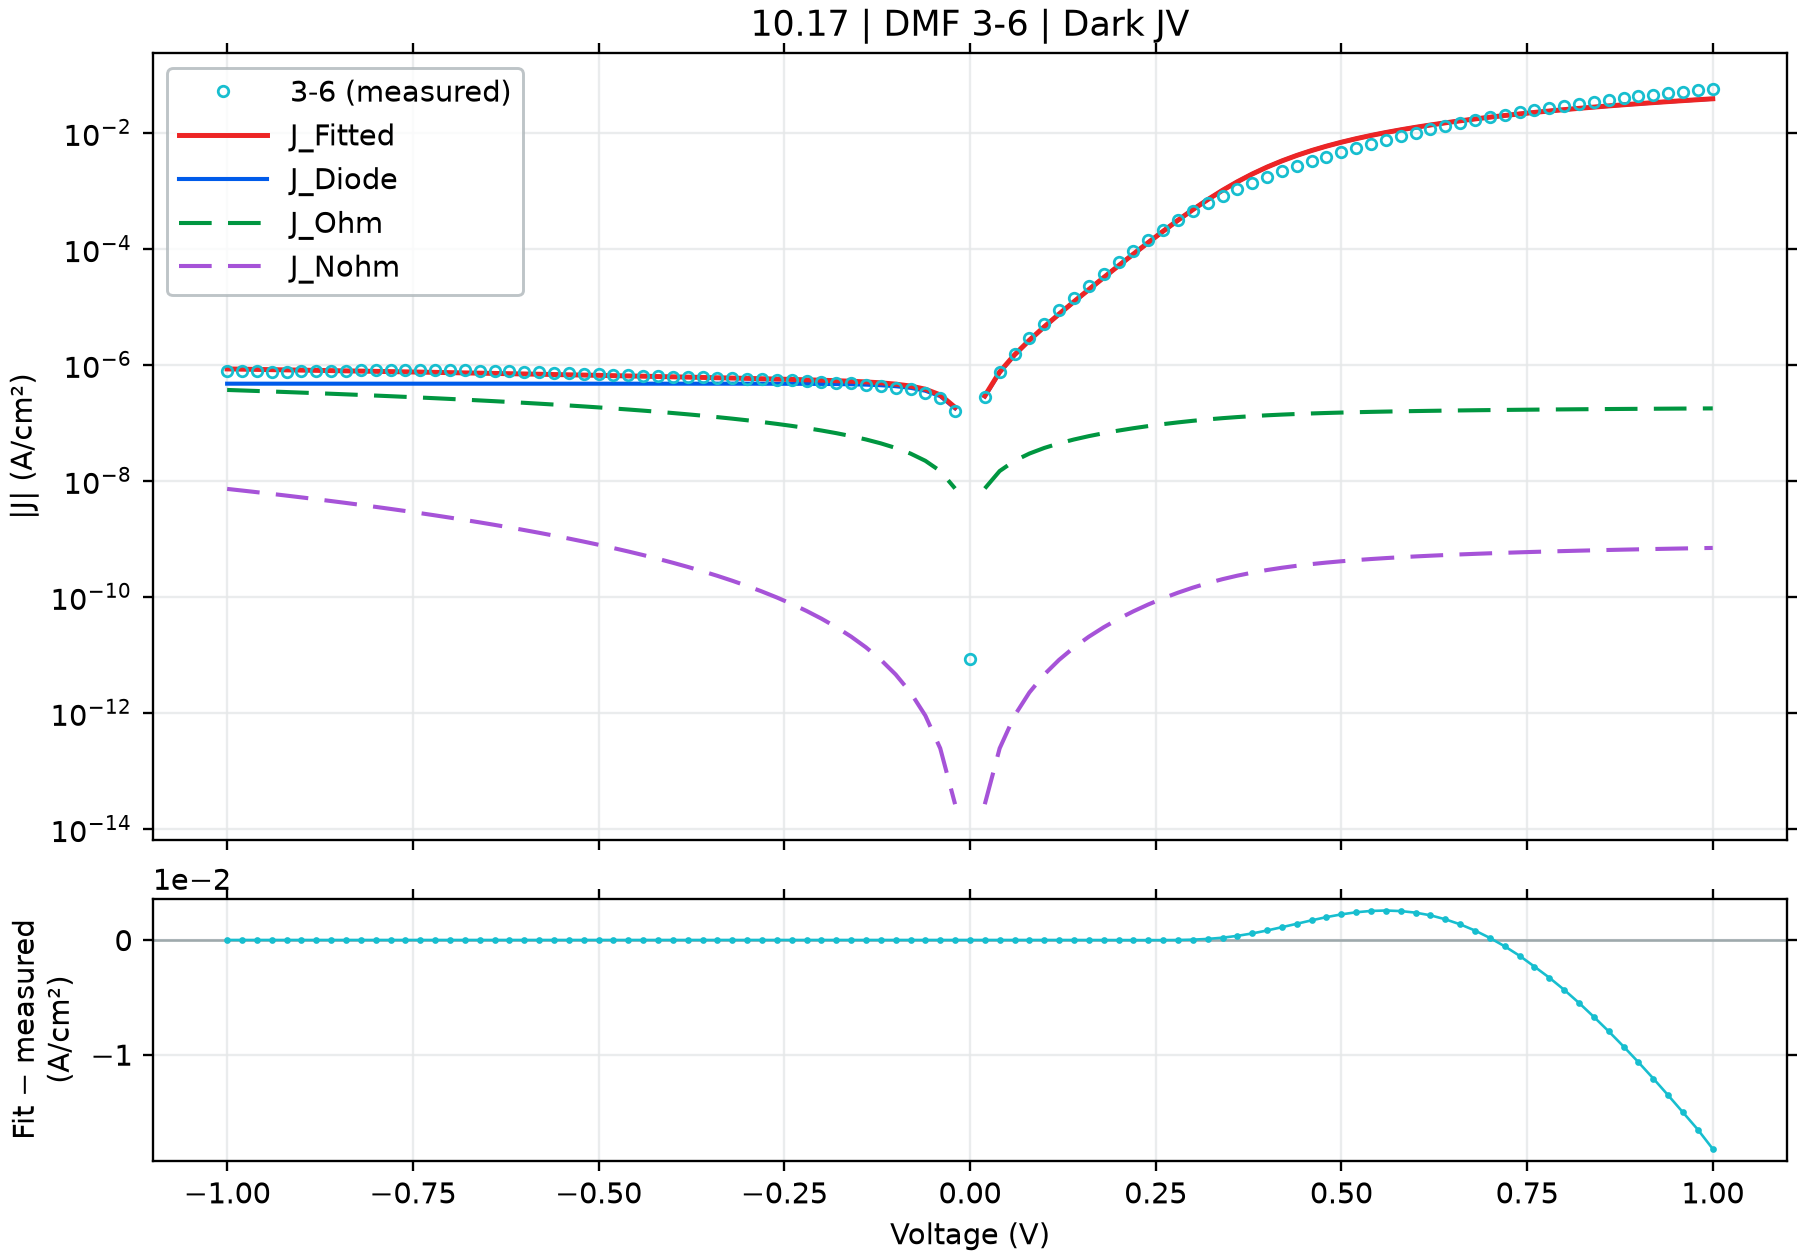 10.17 | DMF 3-6 | Dark JV
3-6 (measured)
J_Fitted
J_Diode
J_Ohm
J_Nohm
|J| (A/cm²)
10⁻²
10⁻⁴
10⁻⁶
10⁻⁸
10⁻¹⁰
10⁻¹²
10⁻¹⁴
1e−2
Fit − measured
(A/cm²)
0
−1
−1.00 −0.75 −0.50 −0.25 0.00 0.25 0.50 0.75 1.00
Voltage (V)